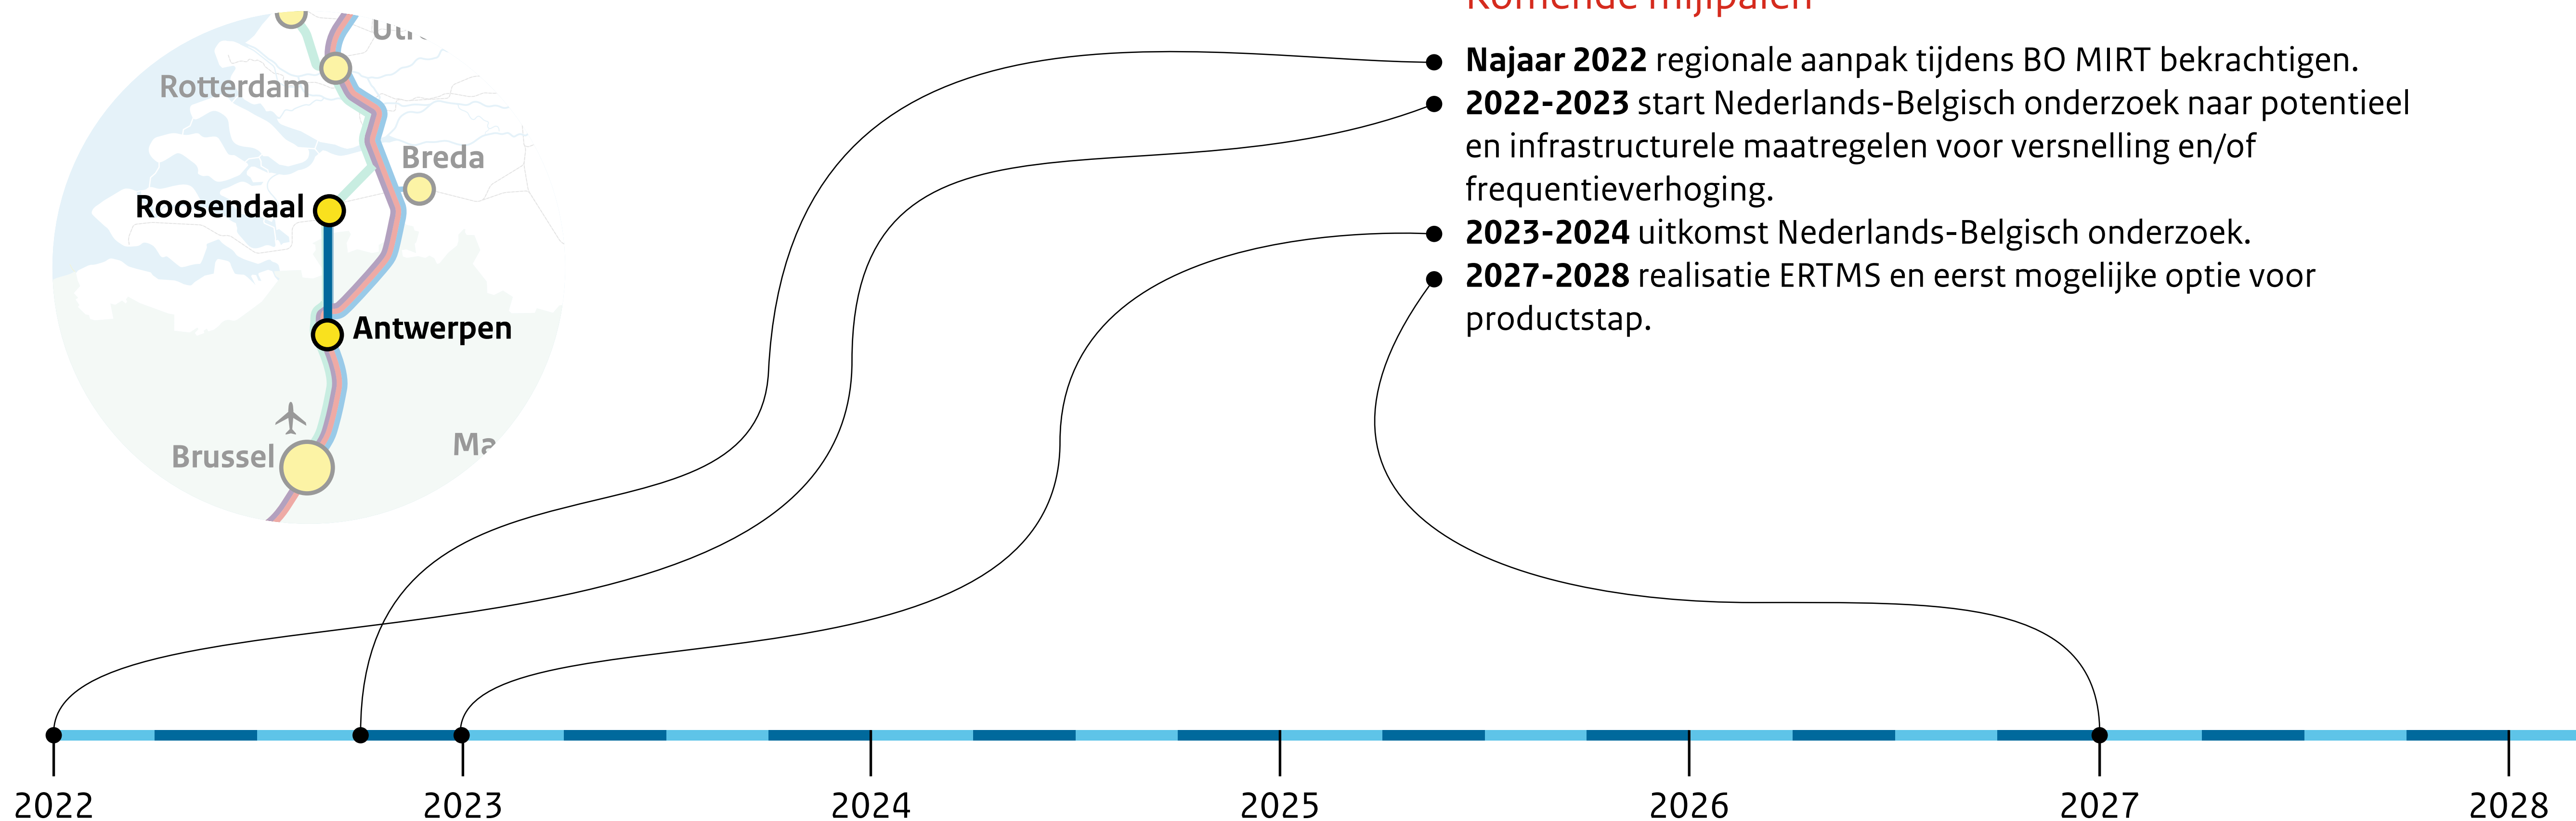 Komende mijlpalen
Rotterdam
Breda
Roosendaal
Antwerpen
Brussel
Najaar 2022 regionale aanpak tijdens BO MIRT bekrachtigen.
2022-2023 start Nederlands-Belgisch onderzoek naar potentieel
en infrastructurele maatregelen voor versnelling en/of
frequentieverhoging.
2023-2024 uitkomst Nederlands-Belgisch onderzoek.
2027-2028 realisatie ERTMS en eerst mogelijke optie voor
productstap.
2022
2023
2024
2025
2026
2027
2028